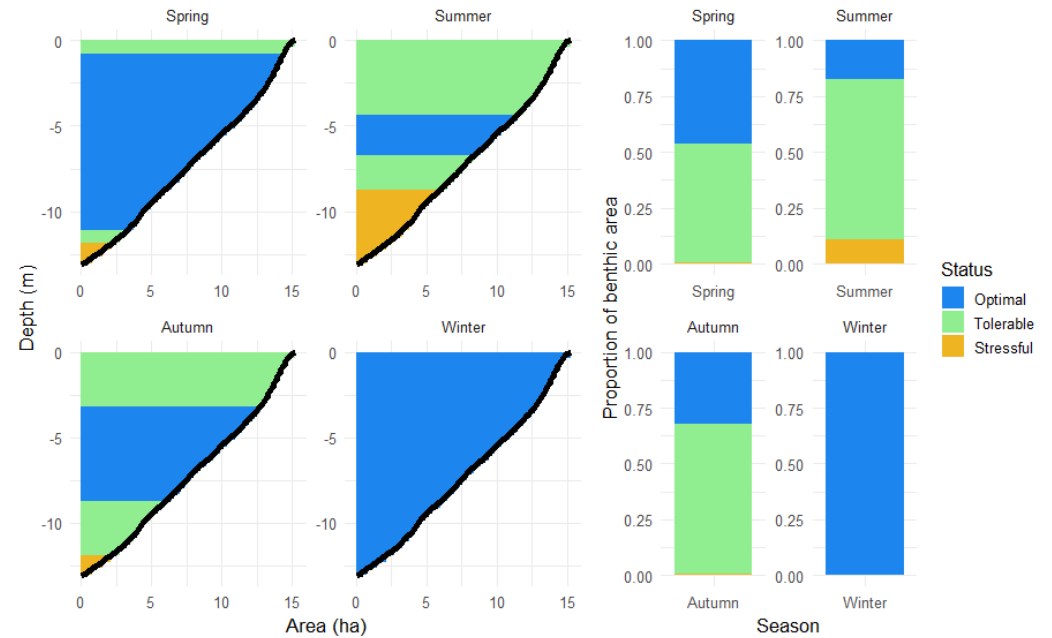 Spring
Summer
0
-5
-10
0
5
10
15
0
-5
-10
0
5
10
15
Autumn
Winter
0
-5
-10
0
5
10
15
0
-5
-10
0
5
10
15
Depth (m)
Area (ha)
Spring
Summer
1.00
0.75
0.50
0.25
0.00
Spring
1.00
0.75
0.50
0.25
0.00
Summer
Autumn
Winter
1.00
0.75
0.50
0.25
0.00
Autumn
1.00
0.75
0.50
0.25
0.00
Winter
Proportion of benthic area
Season
Status
Optimal
Tolerable
Stressful